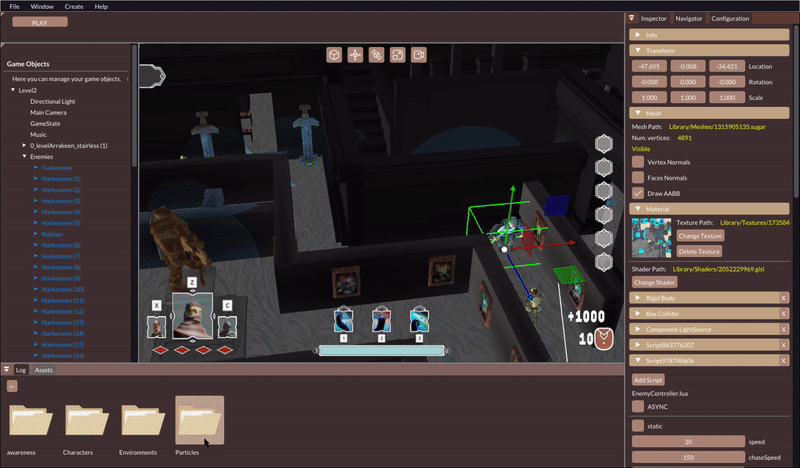 File Window Create Help
PLAY
Game Objects
Here you can manage your game objects.
Level2
Directional Light
Main Camera
GameState
Music
0_levelArrakeen_stairless (1)
Enemies
Harkonnen
Harkonnen (1)
Harkonnen (2)
Harkonnen (3)
Harkonnen (4)
Harkonnen (5)
Rabban
Harkonnen (6)
Harkonnen (7)
Harkonnen (8)
Harkonnen (9)
Harkonnen (10)
Harkonnen (11)
Harkonnen (12)
Harkonnen (13)
Harkonnen (14)
Harkonnen (15)
Harkonnen (16)
X Z C
1 2 3
+1000
10
Log Assets
awareness Characters Environments Particles
Inspector Navigator Configuration
Info
Transform
-47.605 -0.008 -34.421 Location
-0.000 0.000 -0.000 Rotation
1.000 1.000 1.000 Scale
Mesh
Mesh Path: Library/Meshes/1315905135.sugar
Num. vertices: 4891
Visible
Vertex Normals
Faces Normals
Draw AABB
Material
Texture Path: Library/Textures/173584
Change Texture
Delete Texture
Shader Path: Library/Shaders/2052229969.glsl
Change Shader
Rigid Body X
Box Collider X
Component LightSource X
Script863776207 X
Script978740606 X
Add Script
EnemyController.lua
ASYNC
static
20 speed
150 chaseSpeed